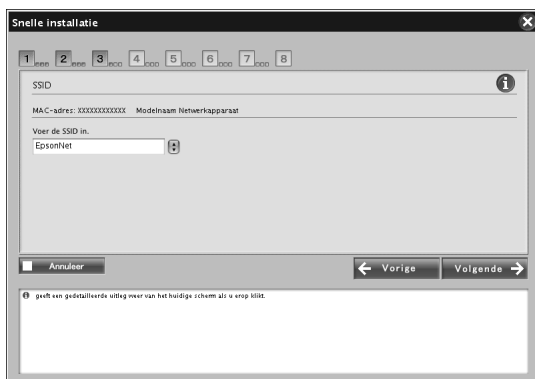 Snelle installatie
1 2 3 4 5 6 7 8
SSID
MAC-adres: XXXXXXXXXXXX Modelnaam Netwerkapparaat
Voer de SSID in.
EpsonNet
Annuleer
Vorige
Volgende
geeft een gedetailleerde uitleg weer van het huidige scherm als u erop klikt.